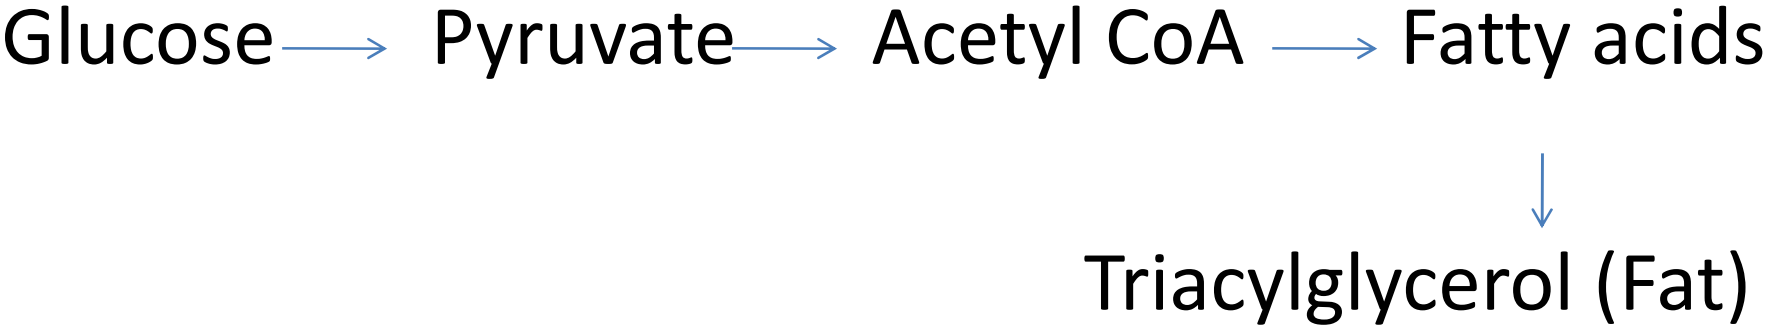 Glucose Pyruvate Acetyl CoA Fatty acids
Triacylglycerol (Fat)